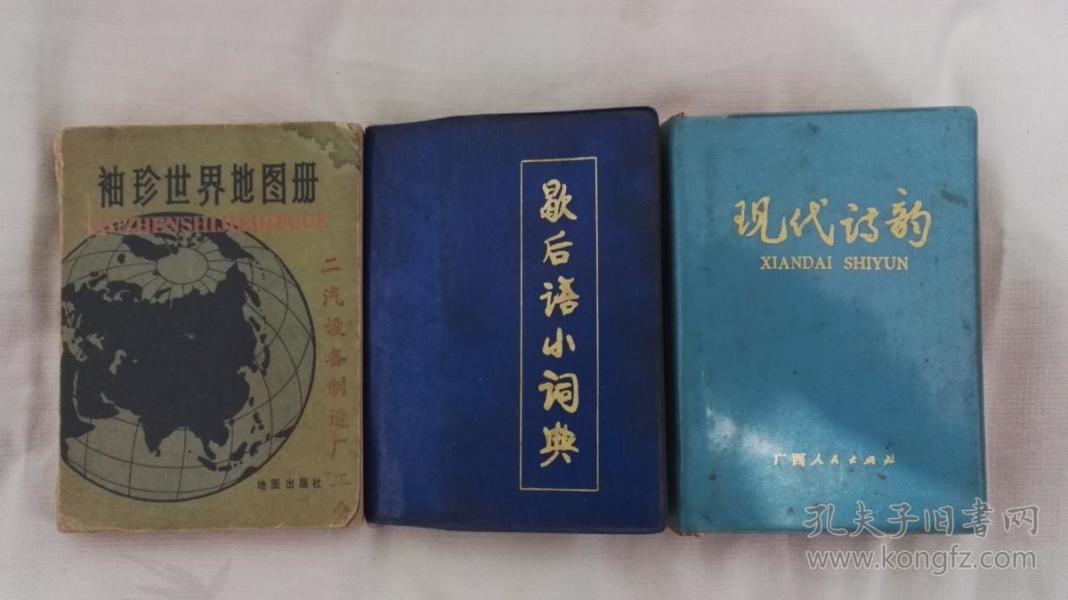 袖珍世界地图册
XIUZHENSHIJIEDITUCE
二汽设备制造厂工会
地图出版社
歇后语小词典
现代诗韵
XIANDAI SHIYUN
广西人民出版社
孔夫子旧書网
www.kongfz.com